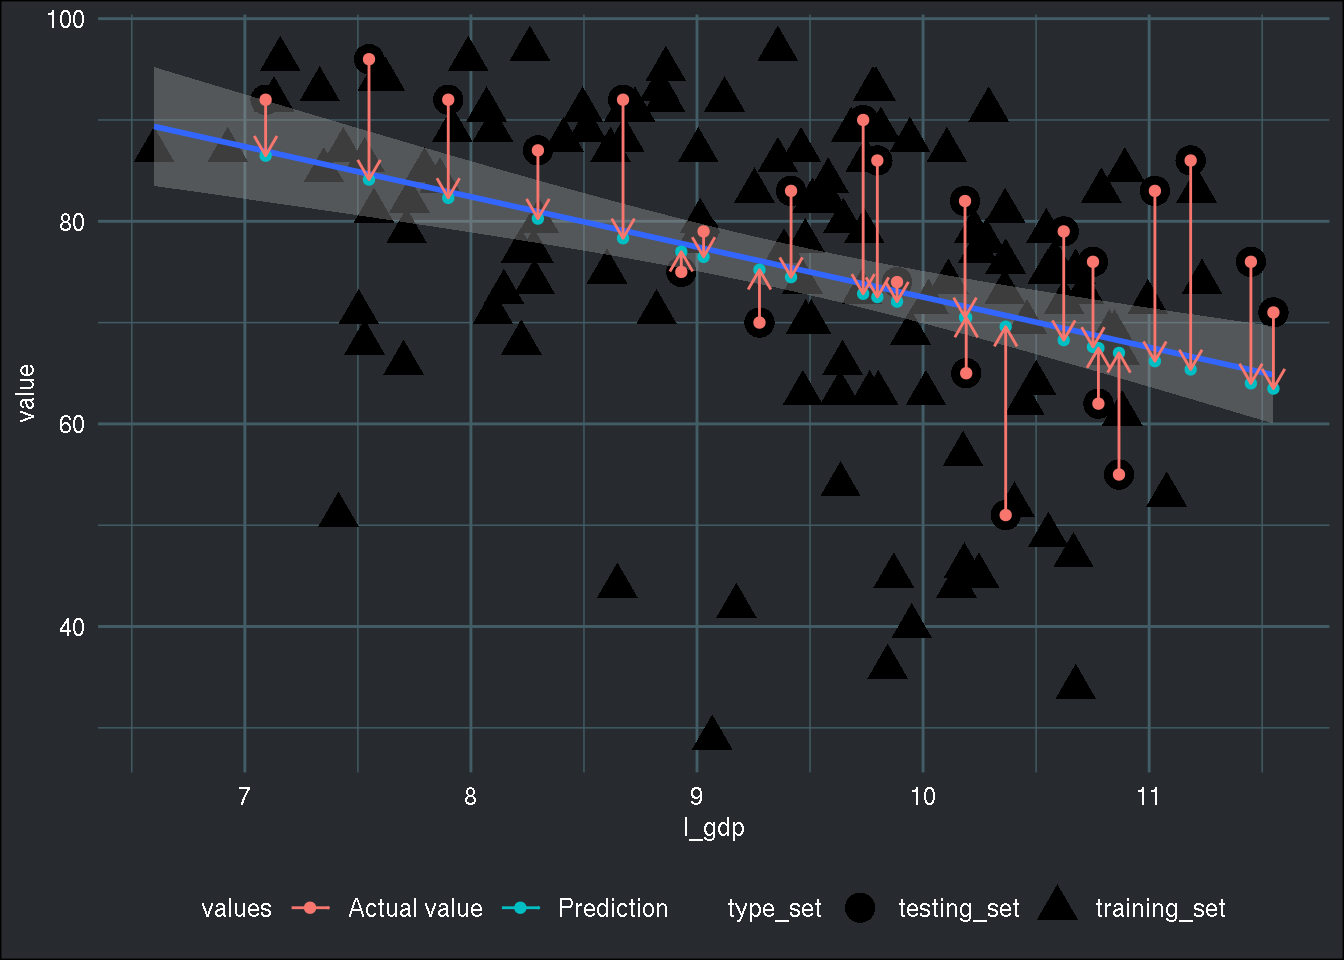 100
80
60
40
value
7 8 9 10 11
l_gdp
values Actual value Prediction type_set testing_set training_set